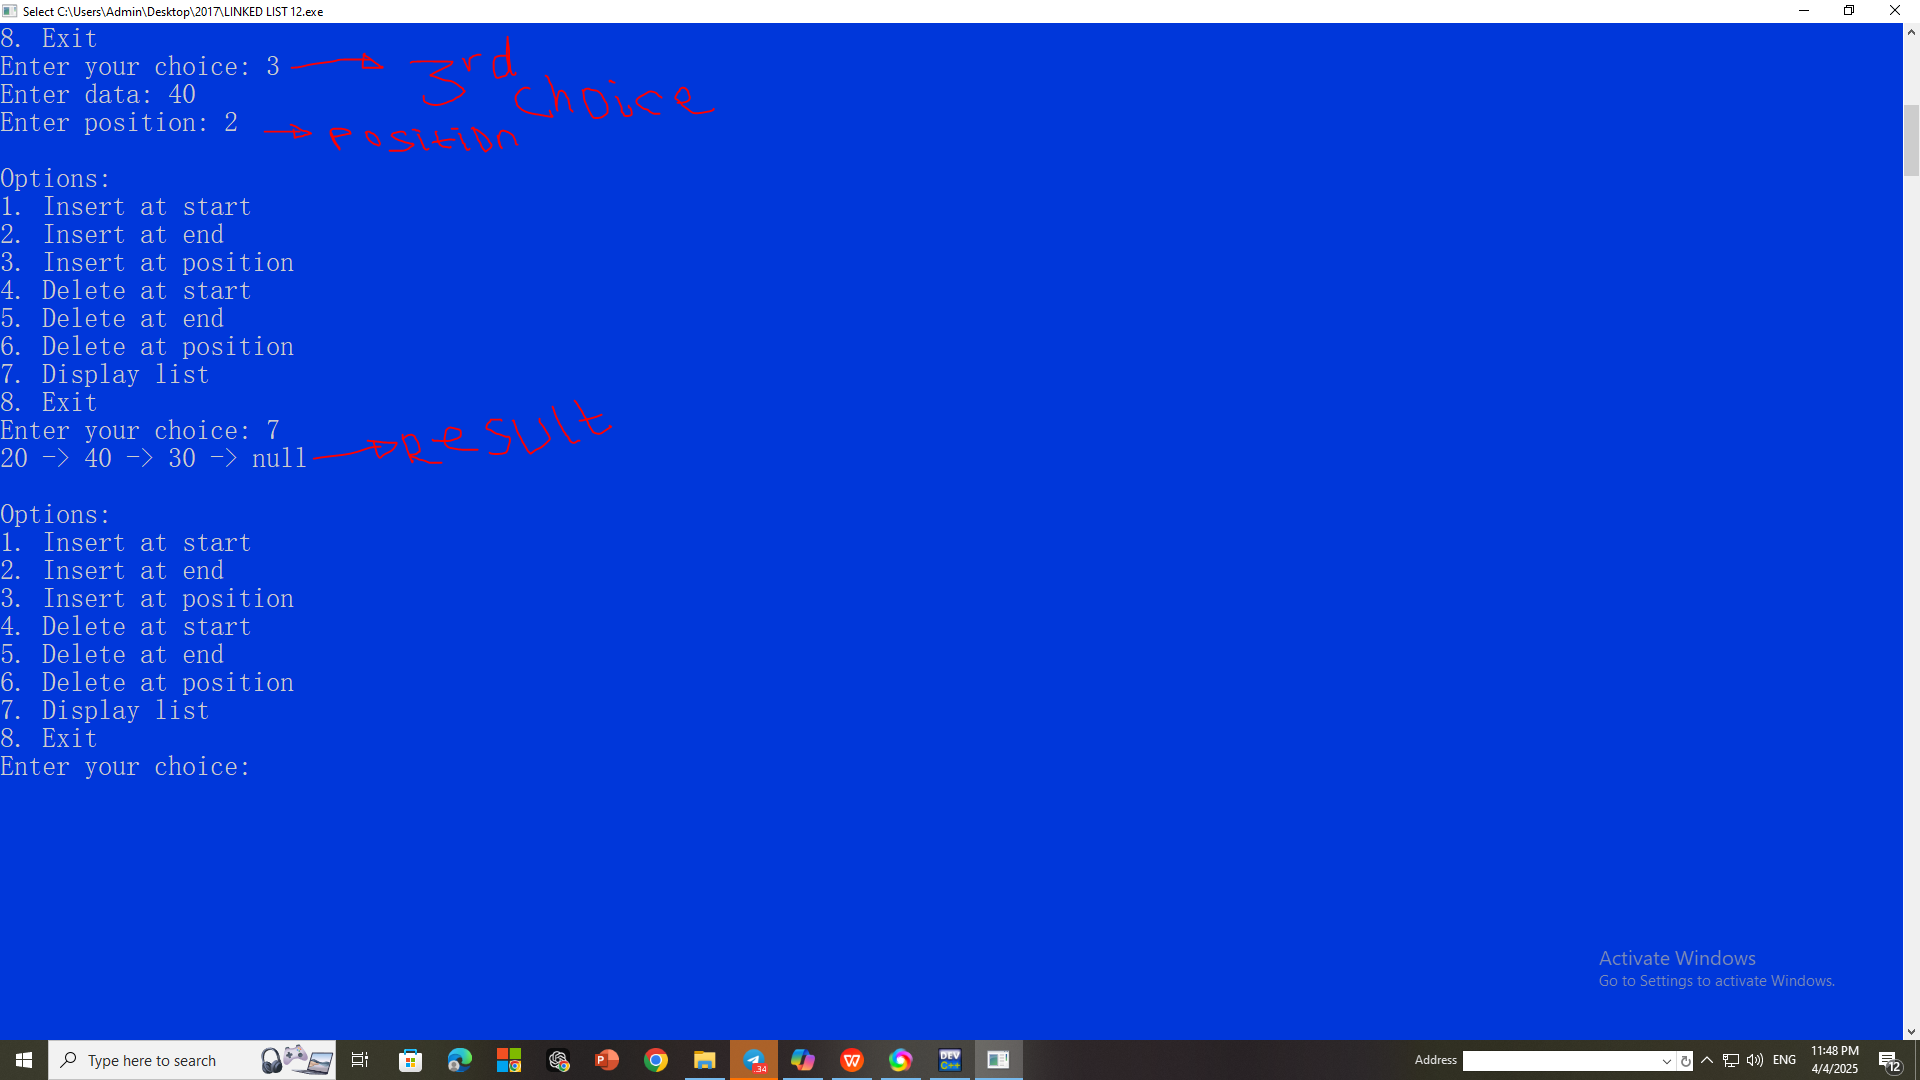 Select C:\Users\Admin\Desktop\2017\LINKED LIST 12.exe
8. Exit
Enter your choice: 3
3rd
choice
Enter data: 40
Enter position: 2
Position
Options:
1. Insert at start
2. Insert at end
3. Insert at position
4. Delete at start
5. Delete at end
6. Delete at position
7. Display list
8. Exit
Enter your choice: 7
20 -> 40 -> 30 -> null
Result
Options:
1. Insert at start
2. Insert at end
3. Insert at position
4. Delete at start
5. Delete at end
6. Delete at position
7. Display list
8. Exit
Enter your choice:
Activate Windows
Go to Settings to activate Windows.
Type here to search
.34
DEV
C++
Address
ENG
11:48 PM
4/4/2025
12